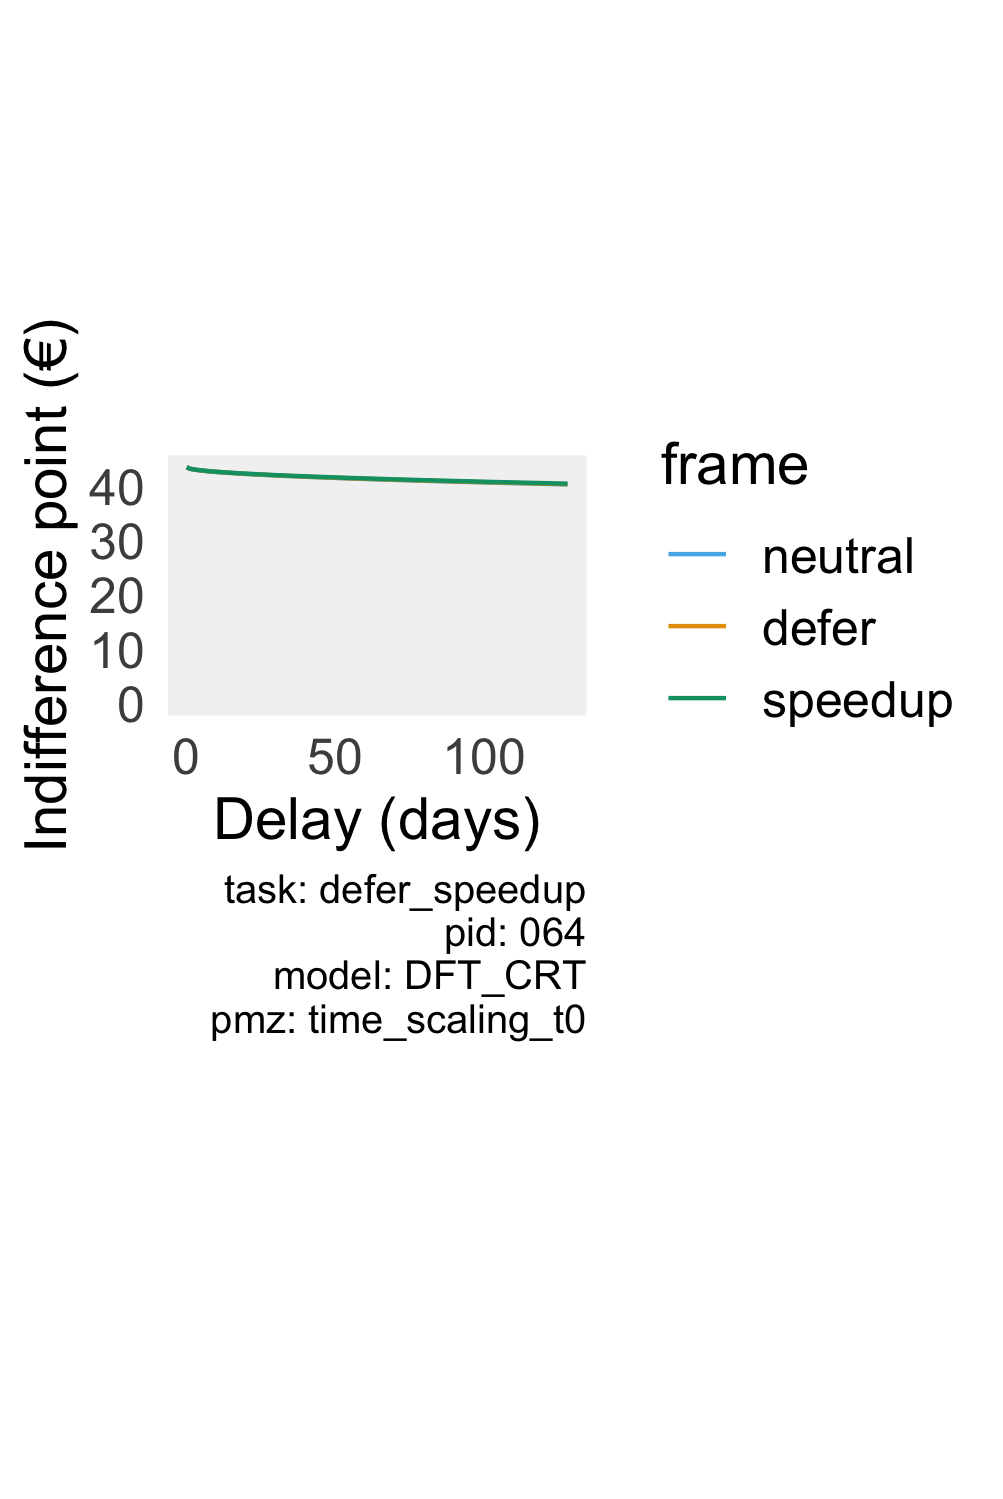 Indifference point (€)
40
30
20
10
0
0 50 100
Delay (days)
frame
neutral
defer
speedup
task: defer_speedup
pid: 064
model: DFT_CRT
pmz: time_scaling_t0